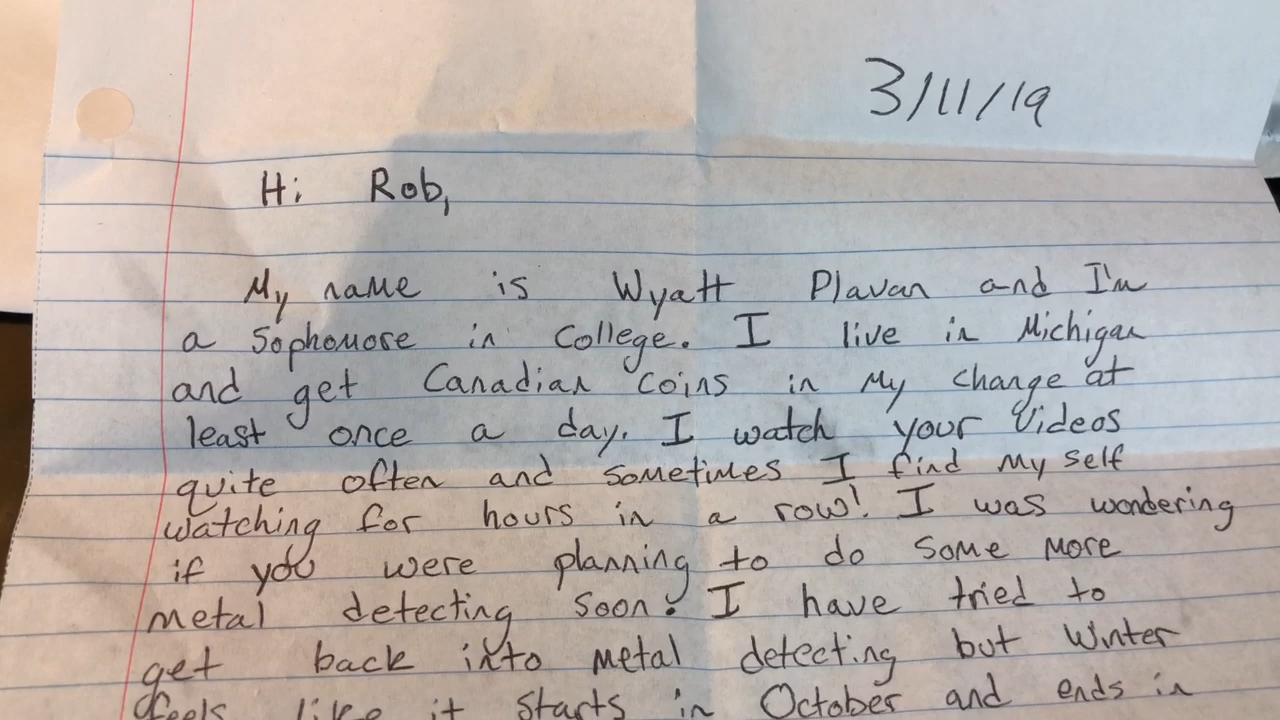 3/11/19
Hi Rob,
My name is Wyatt Plavan and I'm
a Sophomore in College. I live in Michigan
and get Canadian coins in my change at
least once a day. I watch your videos
quite often and sometimes I find my self
watching for hours in a row! I was wondering
if you were planning to do some more
metal detecting soon? I have tried to
get back into metal detecting but winter
feels like it starts in October and ends in